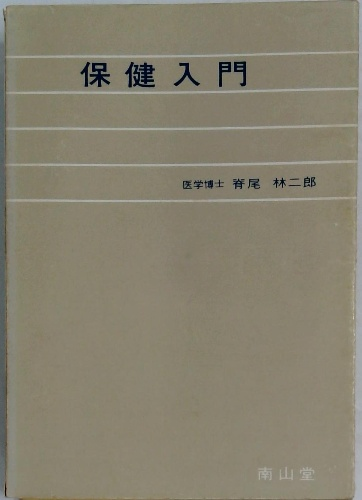 保健入門
医学博士 脊尾 林二郎
南山堂